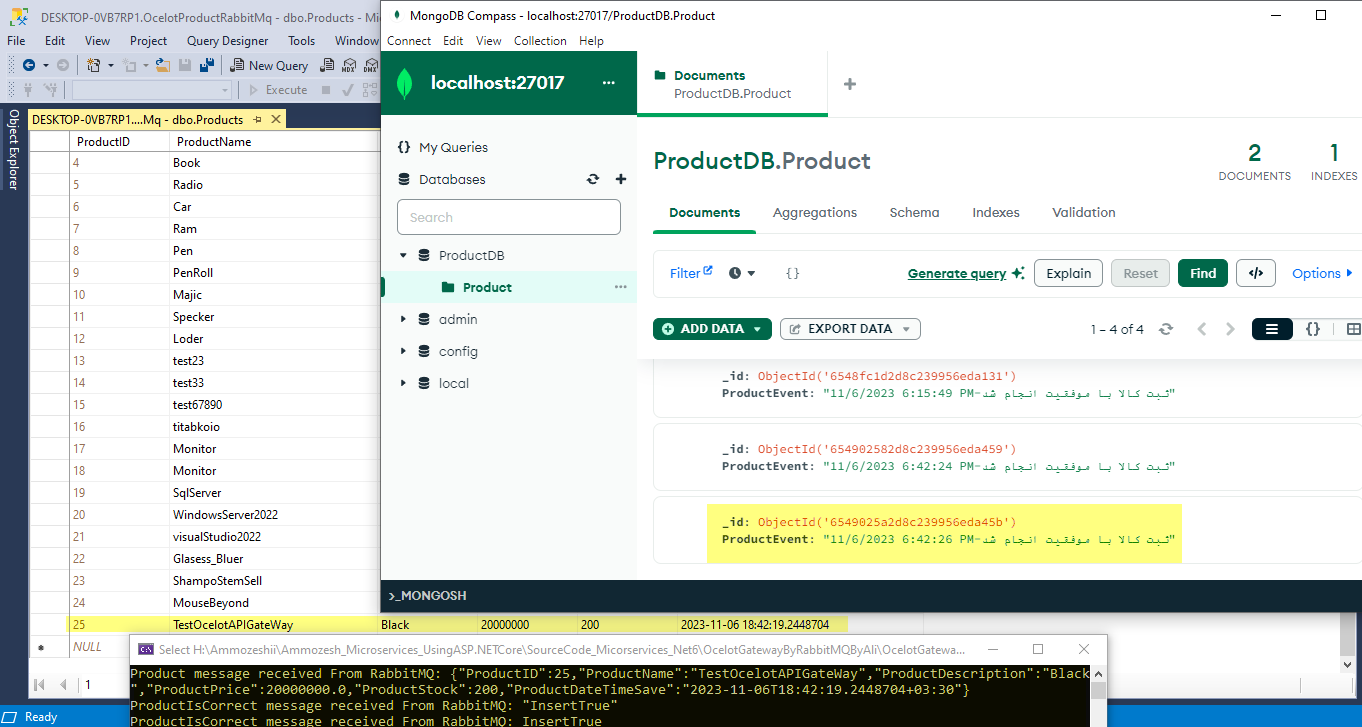 DESKTOP-0VB7RP1.OcelotProductRabbitMq - dbo.Products - Mi
File Edit View Project Query Designer Tools Window
New Query
MDX
DMX
Execute
Object Explorer
DESKTOP-0VB7RP1....Mq - dbo.Products
ProductID ProductName
4 Book
5 Radio
6 Car
7 Ram
8 Pen
9 PenRoll
10 Majic
11 Specker
12 Loder
13 test23
14 test33
15 test67890
16 titabkoio
17 Monitor
18 Monitor
19 SqlServer
20 WindowsServer2022
21 visualStudio2022
22 Glasess_Bluer
23 ShampoStemSell
24 MouseBeyond
25 TestOcelotAPIGateWay Black 20000000 200 2023-11-06 18:42:19.2448704
NULL
1
Ready
MongoDB Compass - localhost:27017/ProductDB.Product
Connect Edit View Collection Help
localhost:27017 ...
{} My Queries
Databases
Search
ProductDB
Product ...
admin
config
local
Documents
ProductDB.Product
ProductDB.Product
2
DOCUMENTS
1
INDEXES
Documents Aggregations Schema Indexes Validation
Filter {} Generate query Explain Reset Find </> Options
ADD DATA EXPORT DATA 1 – 4 of 4 {}
_id: ObjectId('6548fc1d2d8c239956eda131')
ProductEvent: "11/6/2023 6:15:49 PM-ثبت کالا با موفقیت انجام شد"
_id: ObjectId('654902582d8c239956eda459')
ProductEvent: "11/6/2023 6:42:24 PM-ثبت کالا با موفقیت انجام شد"
_id: ObjectId('6549025a2d8c239956eda45b')
ProductEvent: "11/6/2023 6:42:26 PM-ثبت کالا با موفقیت انجام شد"
>_MONGOSH
Select H:\Ammozeshii\Ammozesh_Microservices_UsingASP.NETCore\SourceCode_Micorservices_Net6\OcelotGatewayByRabbitMQByAli\OcelotGatewa...
Product message received From RabbitMQ: {"ProductID":25,"ProductName":"TestOcelotAPIGateWay","ProductDescription":"Black
","ProductPrice":20000000.0,"ProductStock":200,"ProductDateTimeSave":"2023-11-06T18:42:19.2448704+03:30"}
ProductIsCorrect message received From RabbitMQ: "InsertTrue"
ProductIsCorrect message received From RabbitMQ: InsertTrue